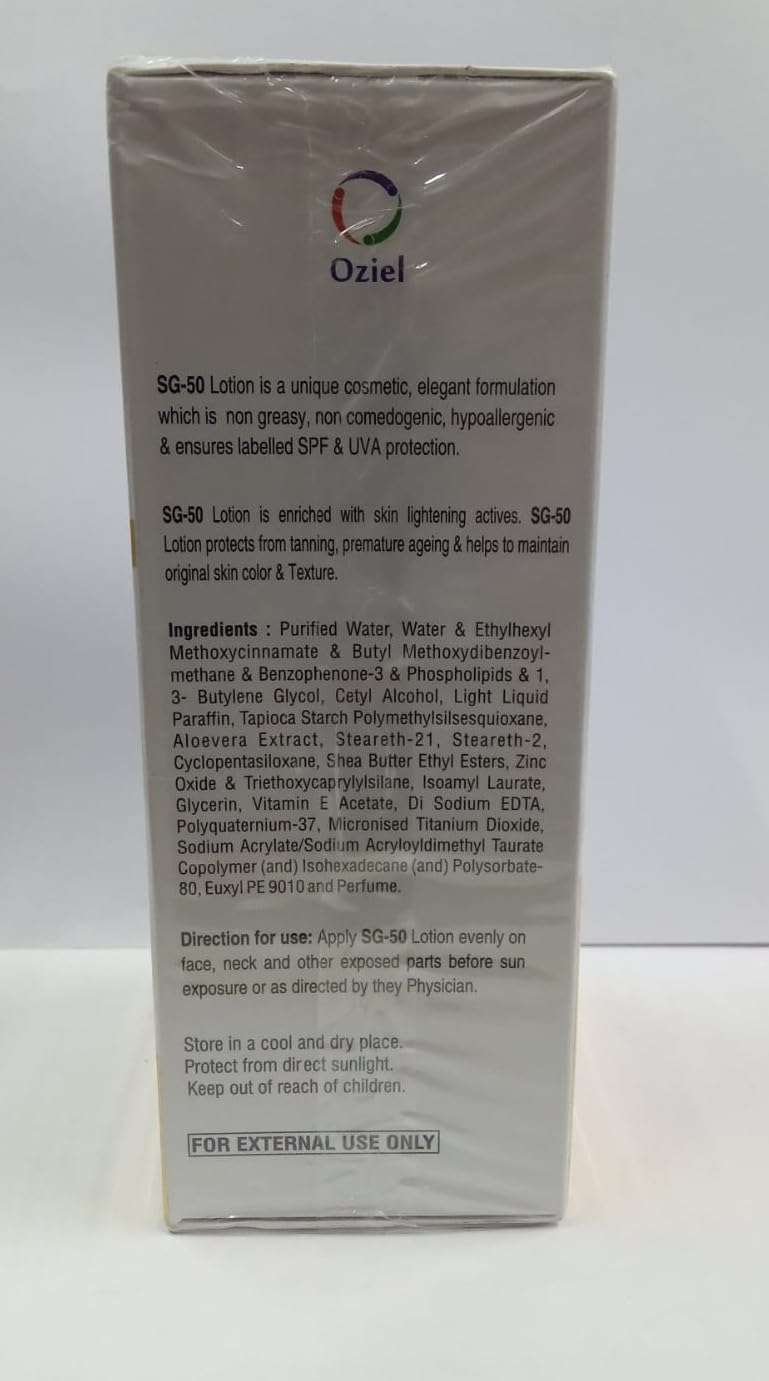 Oziel
SG-50 Lotion is a unique cosmetic, elegant formulation
which is non greasy, non comedogenic, hypoallergenic
& ensures labelled SPF & UVA protection.
SG-50 Lotion is enriched with skin lightening actives. SG-50
Lotion protects from tanning, premature ageing & helps to maintain
original skin color & Texture.
Ingredients : Purified Water, Water & Ethylhexyl
Methoxycinnamate & Butyl Methoxydibenzoyl-
methane & Benzophenone-3 & Phospholipids & 1,
3- Butylene Glycol, Cetyl Alcohol, Light Liquid
Paraffin, Tapioca Starch Polymethylsilsesquioxane,
Aloevera Extract, Steareth-21, Steareth-2,
Cyclopentasiloxane, Shea Butter Ethyl Esters, Zinc
Oxide & Triethoxycaprylylsilane, Isoamyl Laurate,
Glycerin, Vitamin E Acetate, Di Sodium EDTA,
Polyquaternium-37, Micronised Titanium Dioxide,
Sodium Acrylate/Sodium Acryloyldimethyl Taurate
Copolymer (and) Isohexadecane (and) Polysorbate-
80, Euxyl PE 9010 and Perfume.
Direction for use: Apply SG-50 Lotion evenly on
face, neck and other exposed parts before sun
exposure or as directed by they Physician.
Store in a cool and dry place.
Protect from direct sunlight.
Keep out of reach of children.
FOR EXTERNAL USE ONLY